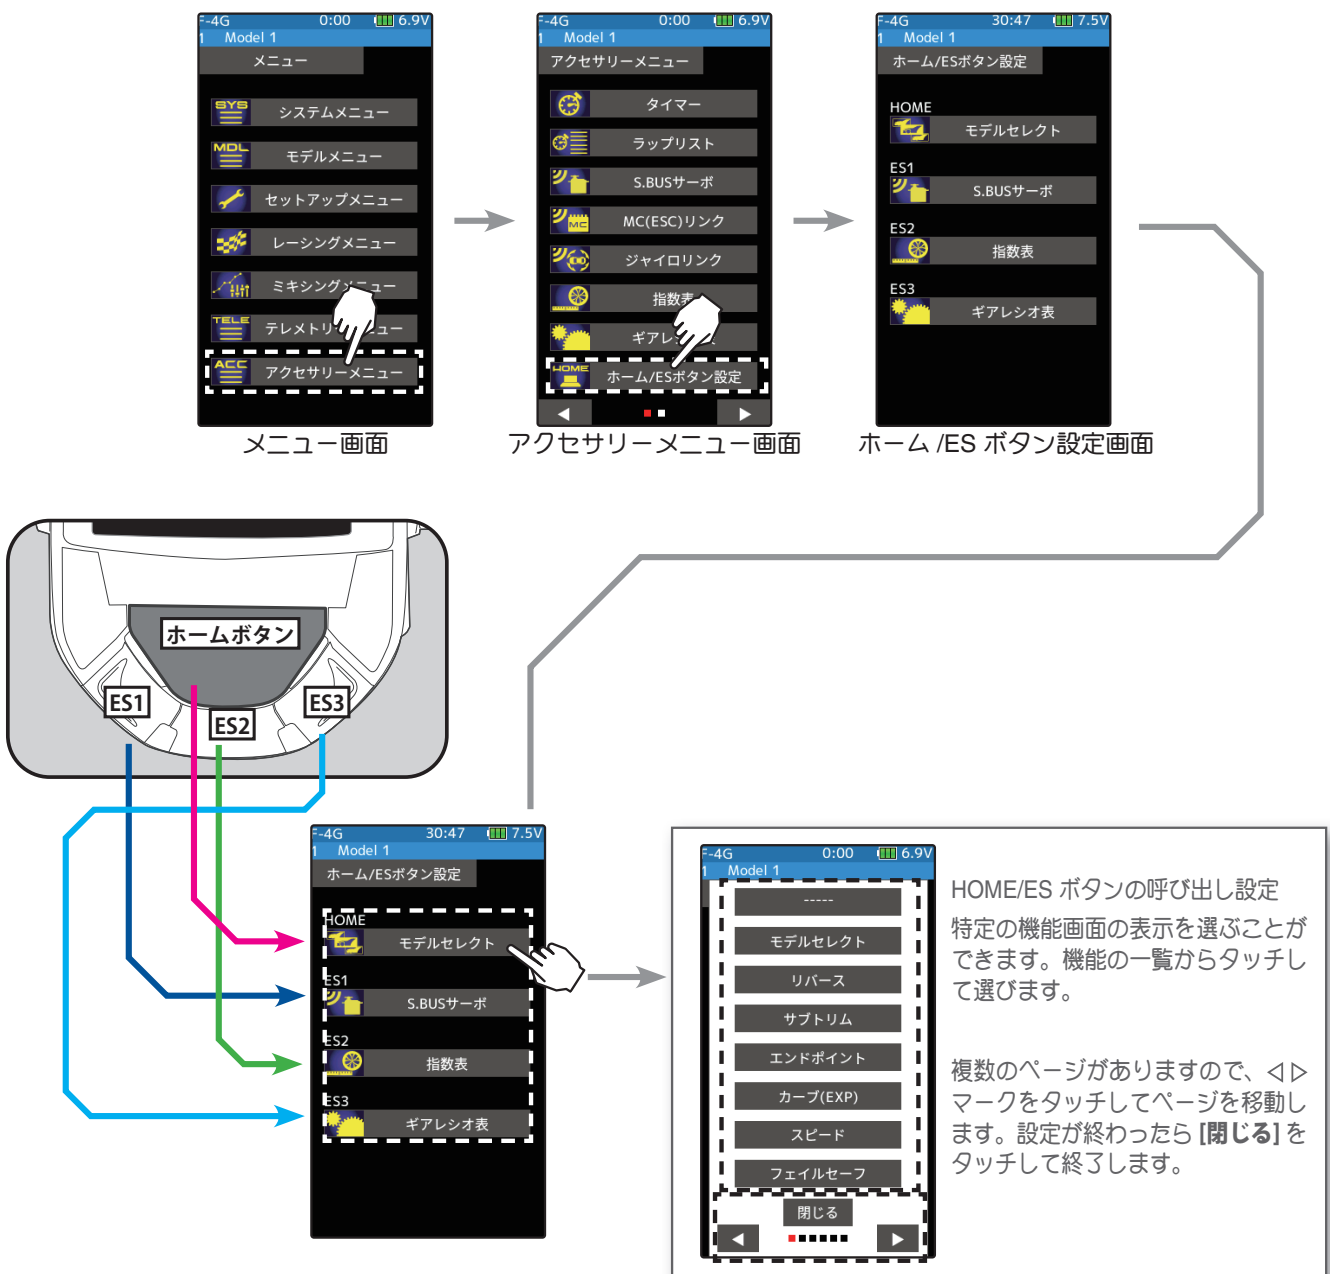 F-4G 0:00 6.9V
1 Model 1
メニュー
SYS システムメニュー
MDL モデルメニュー
セットアップメニュー
レーシングメニュー
ミキシングメニュー
TELE テレメトリーメニュー
ACC アクセサリーメニュー
メニュー画面
F-4G 0:00 6.9V
1 Model 1
アクセサリーメニュー
タイマー
ラップリスト
S.BUSサーボ
MC MC(ESC)リンク
ジャイロリンク
指数表
ギアレシオ表
HOME ホーム/ESボタン設定
◀ ▶
アクセサリーメニュー画面
F-4G 30:47 7.5V
1 Model 1
ホーム/ESボタン設定
HOME
モデルセレクト
ES1
S.BUSサーボ
ES2
指数表
ES3
ギアレシオ表
ホーム /ES ボタン設定画面
ホームボタン
ES1
ES2
ES3
F-4G 30:47 7.5V
1 Model 1
ホーム/ESボタン設定
HOME
モデルセレクト
ES1
S.BUSサーボ
ES2
指数表
ES3
ギアレシオ表
F-4G 0:00 6.9V
1 Model 1
-----
モデルセレクト
リバース
サブトリム
エンドポイント
カーブ(EXP)
スピード
フェイルセーフ
閉じる
◀ ▶
HOME/ES ボタンの呼び出し設定
特定の機能画面の表示を選ぶことが
できます。機能の一覧からタッチし
て選びます。
複数のページがありますので、◁ ▷
マークをタッチしてページを移動し
ます。設定が終わったら [閉じる] を
タッチして終了します。